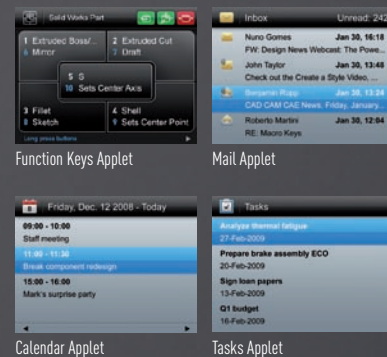 Solid Works Part
1 Extruded Boss/...
6 Mirror
2 Extruded Cut
7 Draft
5 S
10 Sets Center Axis
3 Fillet
8 Sketch
4 Shell
9 Sets Center Point
Long press buttons
Function Keys Applet
Inbox Unread: 242
Nuno Gomes Jan 30, 16:18
FW: Design News Webcast: The Powe...
John Taylor Jan 30, 13:48
Check out the Create a Style Video, ...
Benjamin Rupp Jan 30, 13:24
CAD CAM CAE News, Friday, January...
Roberto Martini Jan 30, 12:04
RE: Macro Keys
Mail Applet
Friday, Dec. 12 2008 - Today
09:00 - 10:00
Staff meeting
11:00 - 11:30
Break component redesign
15:00 - 16:00
Mark's surprise party
Calendar Applet
Tasks
Analyze thermal fatigue
27-Feb-2009
Prepare brake assembly ECO
20-Feb-2009
Sign loan papers
13-Feb-2009
Q1 budget
16-Feb-2009
Tasks Applet